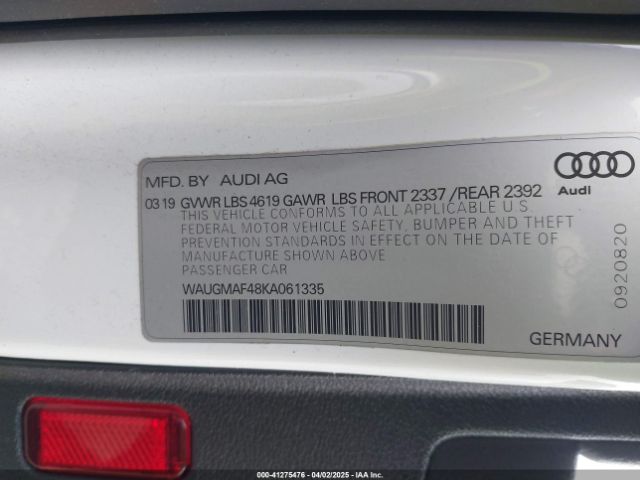 MFD. BY AUDI AG
Audi
03 19 GVWR LBS 4619 GAWR LBS FRONT 2337 /REAR 2392
THIS VEHICLE CONFORMS TO ALL APPLICABLE U S
FEDERAL MOTOR VEHICLE SAFETY, BUMPER AND THEFT
PREVENTION STANDARDS IN EFFECT ON THE DATE OF
MANUFACTURE SHOWN ABOVE
PASSENGER CAR
WAUGMAF48KA061335
0920820
GERMANY
© 41275476 - 04/02/2025 - IAA Inc.